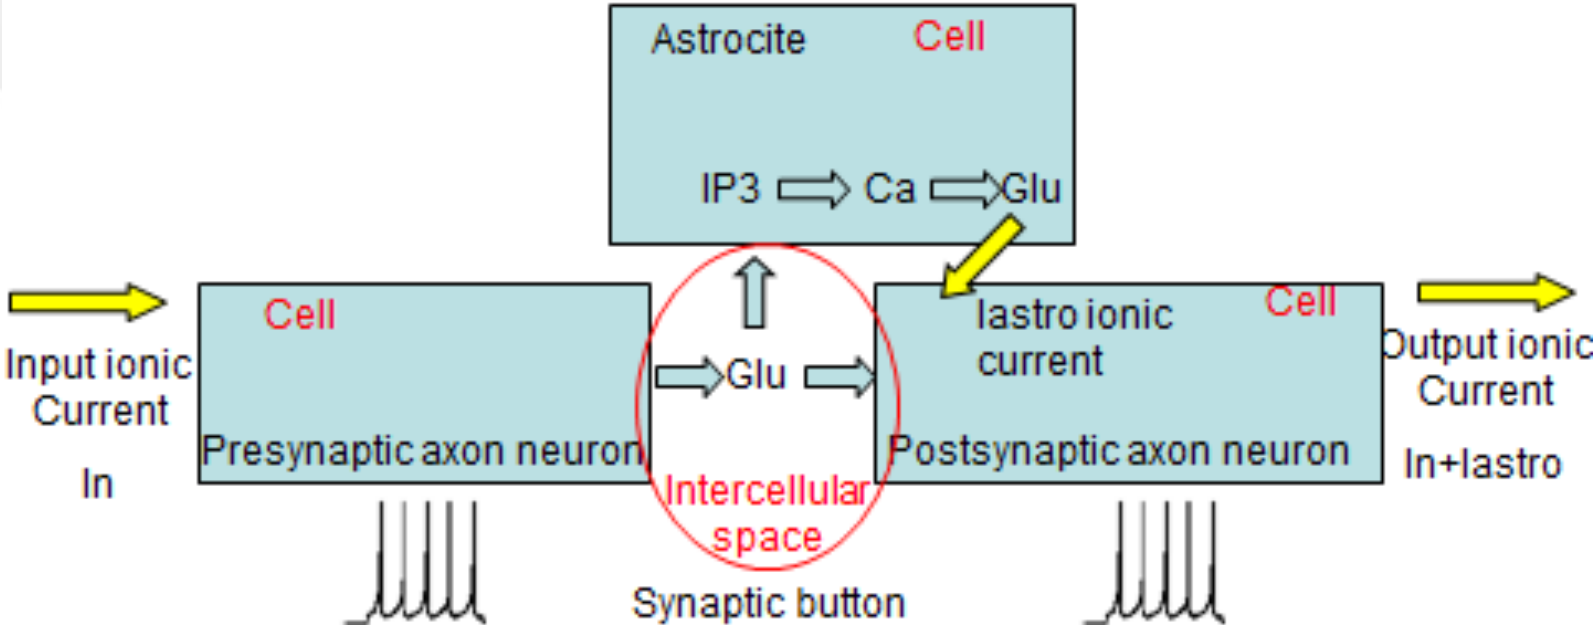 Astrocite Cell
IP3 Ca Glu
Input ionic
Current
In
Cell
Presynaptic axon neuron
Glu
Intercellular
space
Synaptic button
Cell
Iastro ionic
current
Postsynaptic axon neuron
Output ionic
Current
In+Iastro